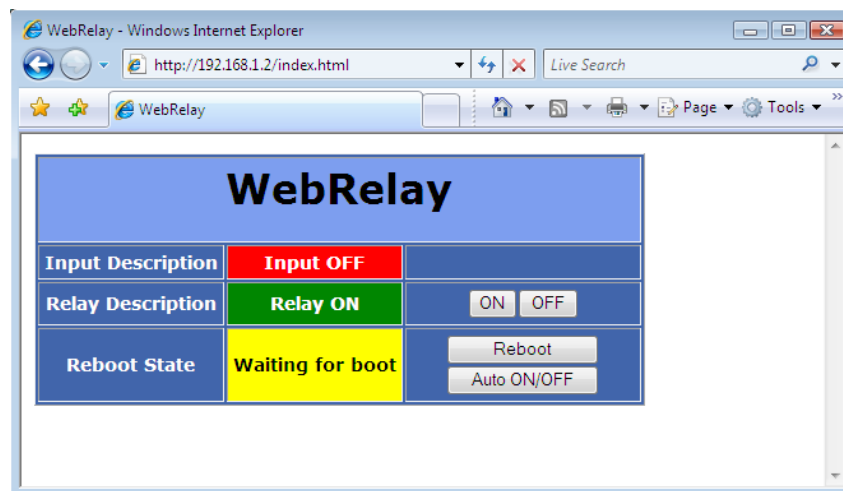 WebRelay - Windows Internet Explorer
http://192.168.1.2/index.html
Live Search
WebRelay
Page
Tools
WebRelay
Input Description Input OFF
Relay Description Relay ON ON OFF
Reboot State Waiting for boot Reboot
Auto ON/OFF